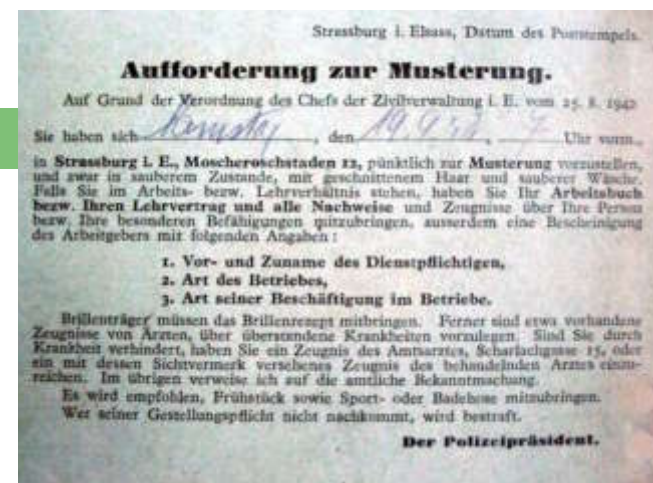 Strassburg i. Elsass, Datum des Poststempels.
Aufforderung zur Musterung.
Auf Grund der Verordnung des Chefs der Zivilverwaltung i. E. vom 25. 8. 1942
Sie haben sich Samstag, den 19.9.42, 7 Uhr vorm.,
in Strassburg i. E., Moscheroschstaden 12, pünktlich zur Musterung vorzustellen,
und zwar in sauberem Zustande, mit geschnittenem Haar und sauberer Wäsche.
Falls Sie im Arbeits- bezw. Lehrverhältnis stehen, haben Sie Ihr Arbeitsbuch
bezw. Ihren Lehrvertrag und alle Nachweise und Zeugnisse über Ihre Person
bezw. Ihre besonderen Befähigungen mitzubringen, ausserdem eine Bescheinigung
des Arbeitgebers mit folgenden Angaben:
1. Vor- und Zuname des Dienstpflichtigen,
2. Art des Betriebes,
3. Art seiner Beschäftigung im Betriebe.
Brillenträger müssen das Brillenrezept mitbringen. Ferner sind etwa vorhandene
Zeugnisse von Ärzten, über überstandene Krankheiten vorzulegen. Sind Sie durch
Krankheit verhindert, haben Sie ein Zeugnis des Amtsarztes, Scharlachgasse 15, oder
ein mit dessen Sichtvermerk versehenes Zeugnis des behandelnden Arztes einzu-
reichen. Im übrigen verweise ich auf die amtliche Bekanntmachung.
Es wird empfohlen, Frühstück sowie Sport- oder Badehose mitzubringen.
Wer seiner Gestellungspflicht nicht nachkommt, wird bestraft.
Der Polizeipräsident.